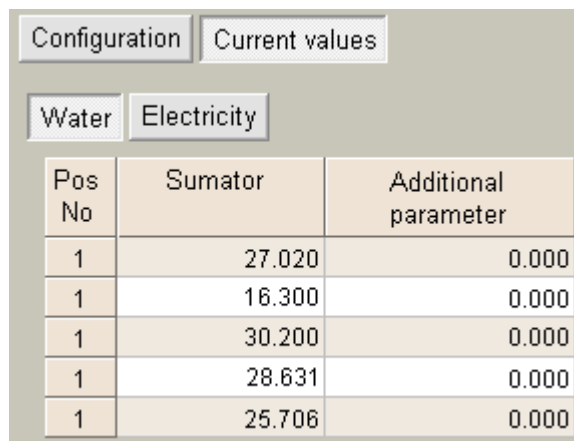 Configuration Current values
Water Electricity
Pos No Sumator Additional parameter
1 27.020 0.000
1 16.300 0.000
1 30.200 0.000
1 28.631 0.000
1 25.706 0.000